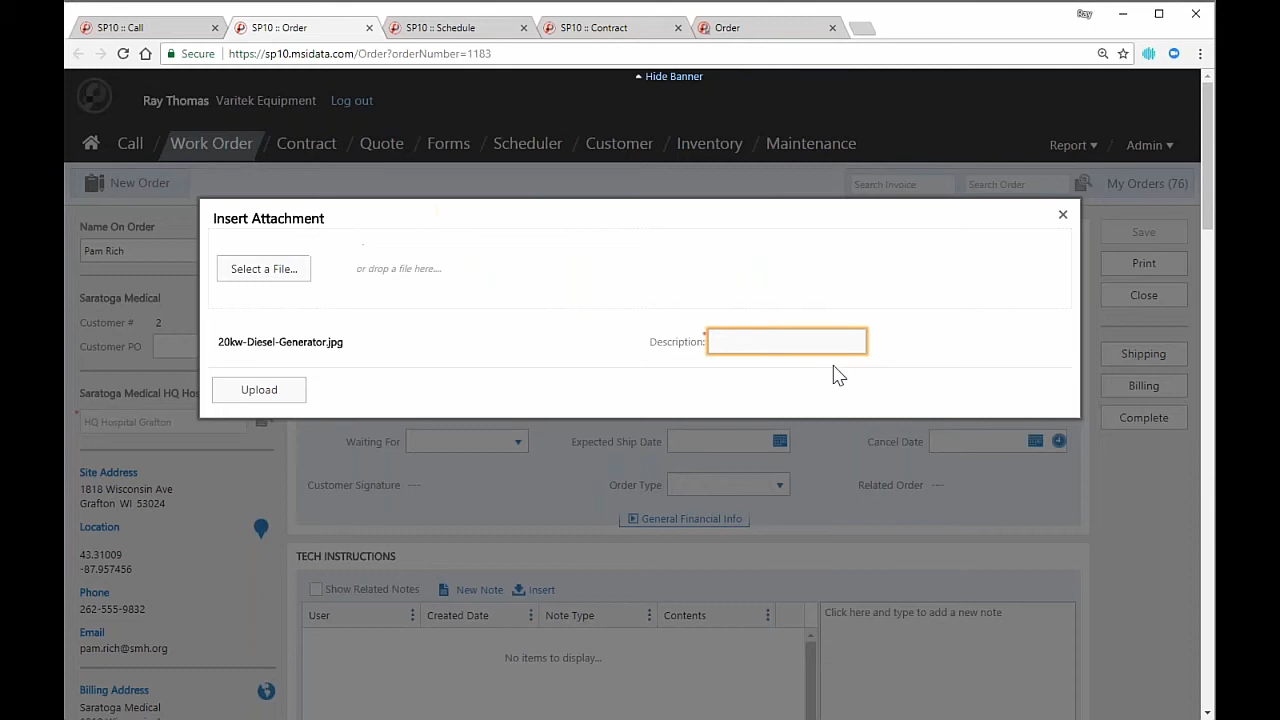 Ray
SP10 :: Call
SP10 :: Order
SP10 :: Schedule
SP10 :: Contract
Order
Secure
https://sp10.msidata.com/Order?orderNumber=1183
Hide Banner
Ray Thomas Varitek Equipment Log out
Call / Work Order / Contract / Quote / Forms / Scheduler / Customer / Inventory / Maintenance
Report Admin
New Order
Search Invoice
Search Order
My Orders (76)
Insert Attachment
Select a File...
or drop a file here....
20kw-Diesel-Generator.jpg
Description:
*
Upload
Name On Order
Pam Rich
Saratoga Medical
Customer # 2
Customer PO
Saratoga Medical HQ Hos
*
HQ Hospital Grafton
Site Address
1818 Wisconsin Ave
Grafton WI 53024
Location
43.31009
-87.957456
Phone
262-555-9832
Email
pam.rich@smh.org
Billing Address
Saratoga Medical
Waiting For
Expected Ship Date
Cancel Date
Customer Signature ---
Order Type
Related Order ---
General Financial Info
TECH INSTRUCTIONS
Show Related Notes New Note Insert
User Created Date Note Type Contents
No items to display...
Click here and type to add a new note
Save
Print
Close
Shipping
Billing
Complete